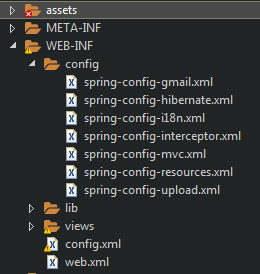 assets
META-INF
WEB-INF
config
spring-config-gmail.xml
spring-config-hibernate.xml
spring-config-i18n.xml
spring-config-interceptor.xml
spring-config-mvc.xml
spring-config-resources.xml
spring-config-upload.xml
lib
views
config.xml
web.xml